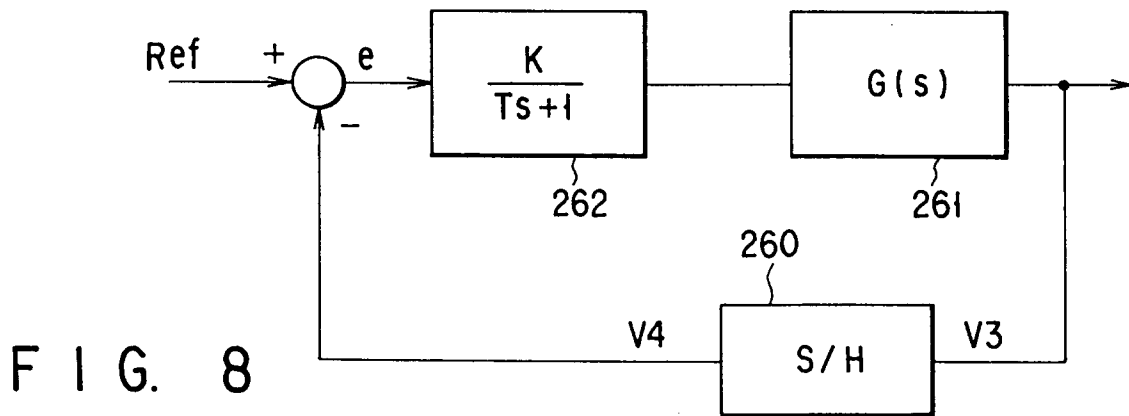 Ref
+
e
K
Ts+1
G(s)
−
262
261
260
V4
S/H
V3
FIG. 8